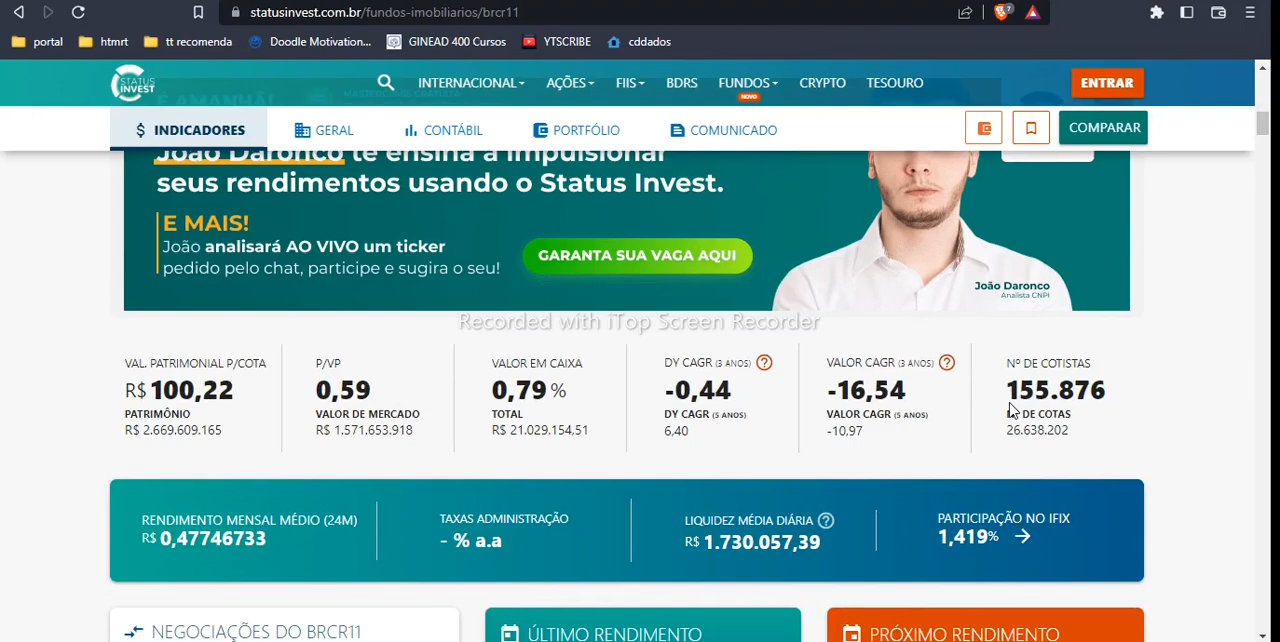 statusinvest.com.br/fundos-imobiliarios/brcr11
7
portal
htmrt
tt recomenda
Doodle Motivation...
GINEAD 400 Cursos
YTSCRIBE
cddados
STATUS
INVEST
INTERNACIONAL
AÇÕES
FIIS
BDRS
FUNDOS
NOVO
CRYPTO
TESOURO
ENTRAR
$ INDICADORES
GERAL
CONTÁBIL
PORTFÓLIO
COMUNICADO
COMPARAR
João Daronco te ensina a impulsionar
seus rendimentos usando o Status Invest.
E MAIS!
João analisará AO VIVO um ticker
pedido pelo chat, participe e sugira o seu!
GARANTA SUA VAGA AQUI
João Daronco
Analista CNPI
Recorded with iTop Screen Recorder
VAL. PATRIMONIAL P/COTA
R$ 100,22
PATRIMÔNIO
R$ 2.669.609.165
P/VP
0,59
VALOR DE MERCADO
R$ 1.571.653.918
VALOR EM CAIXA
0,79 %
TOTAL
R$ 21.029.154,51
DY CAGR (3 ANOS) ?
-0,44
DY CAGR (5 ANOS)
6,40
VALOR CAGR (3 ANOS) ?
-16,54
VALOR CAGR (5 ANOS)
-10,97
Nº DE COTISTAS
155.876
DE COTAS
26.638.202
RENDIMENTO MENSAL MÉDIO (24M)
R$ 0,47746733
TAXAS ADMINISTRAÇÃO
- % a.a
LIQUIDEZ MÉDIA DIÁRIA ?
R$ 1.730.057,39
PARTICIPAÇÃO NO IFIX
1,419%
NEGOCIAÇÕES DO BRCR11
ÚLTIMO RENDIMENTO
PRÓXIMO RENDIMENTO